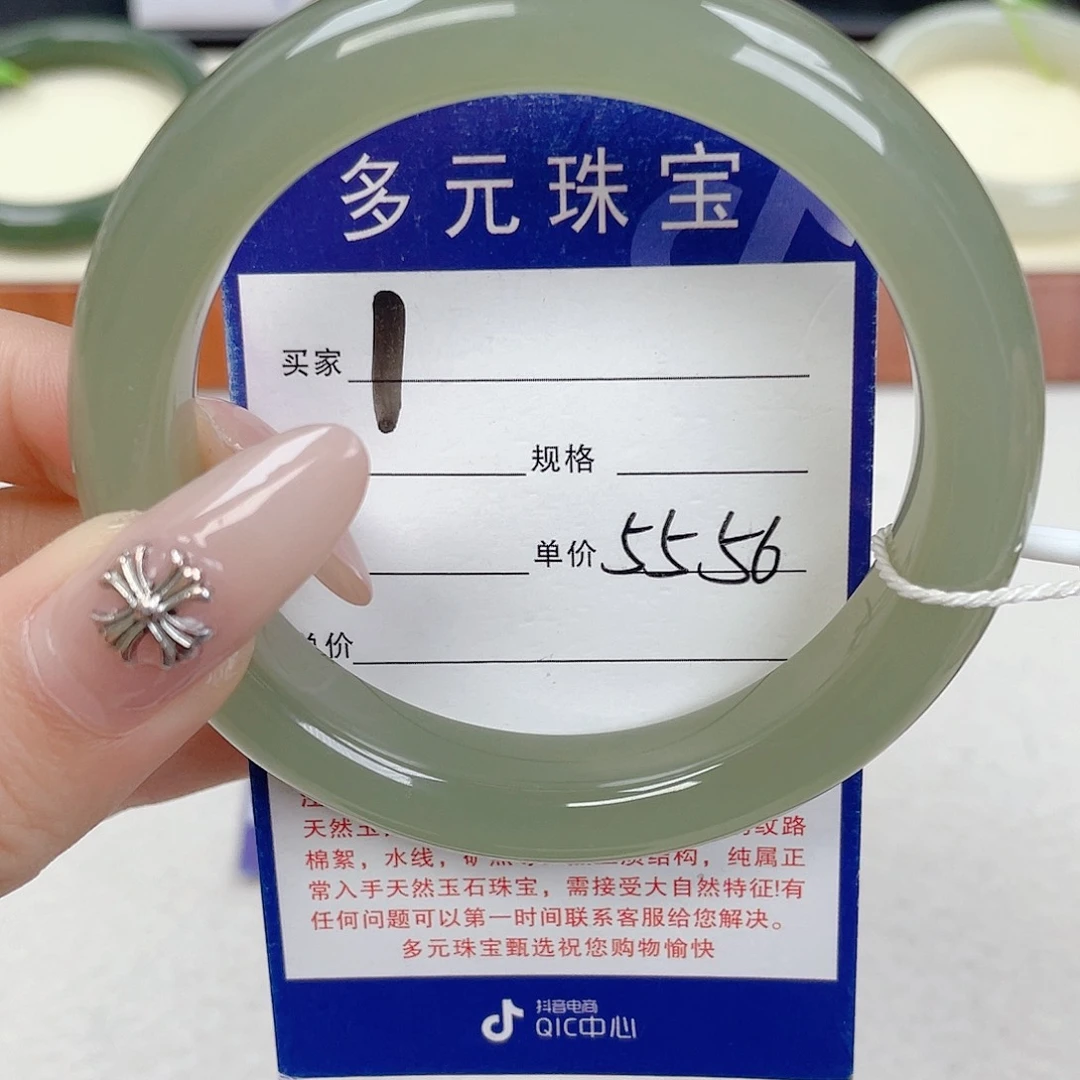 多元珠宝
买家 1
规格
单价 5556
单价
天然玉 纹路
棉絮，水线， 结构，纯属正
常入手天然玉石珠宝，需接受大自然特征!有
任何问题可以第一时间联系客服给您解决。
多元珠宝甄选祝您购物愉快
抖音电商
QIC中心